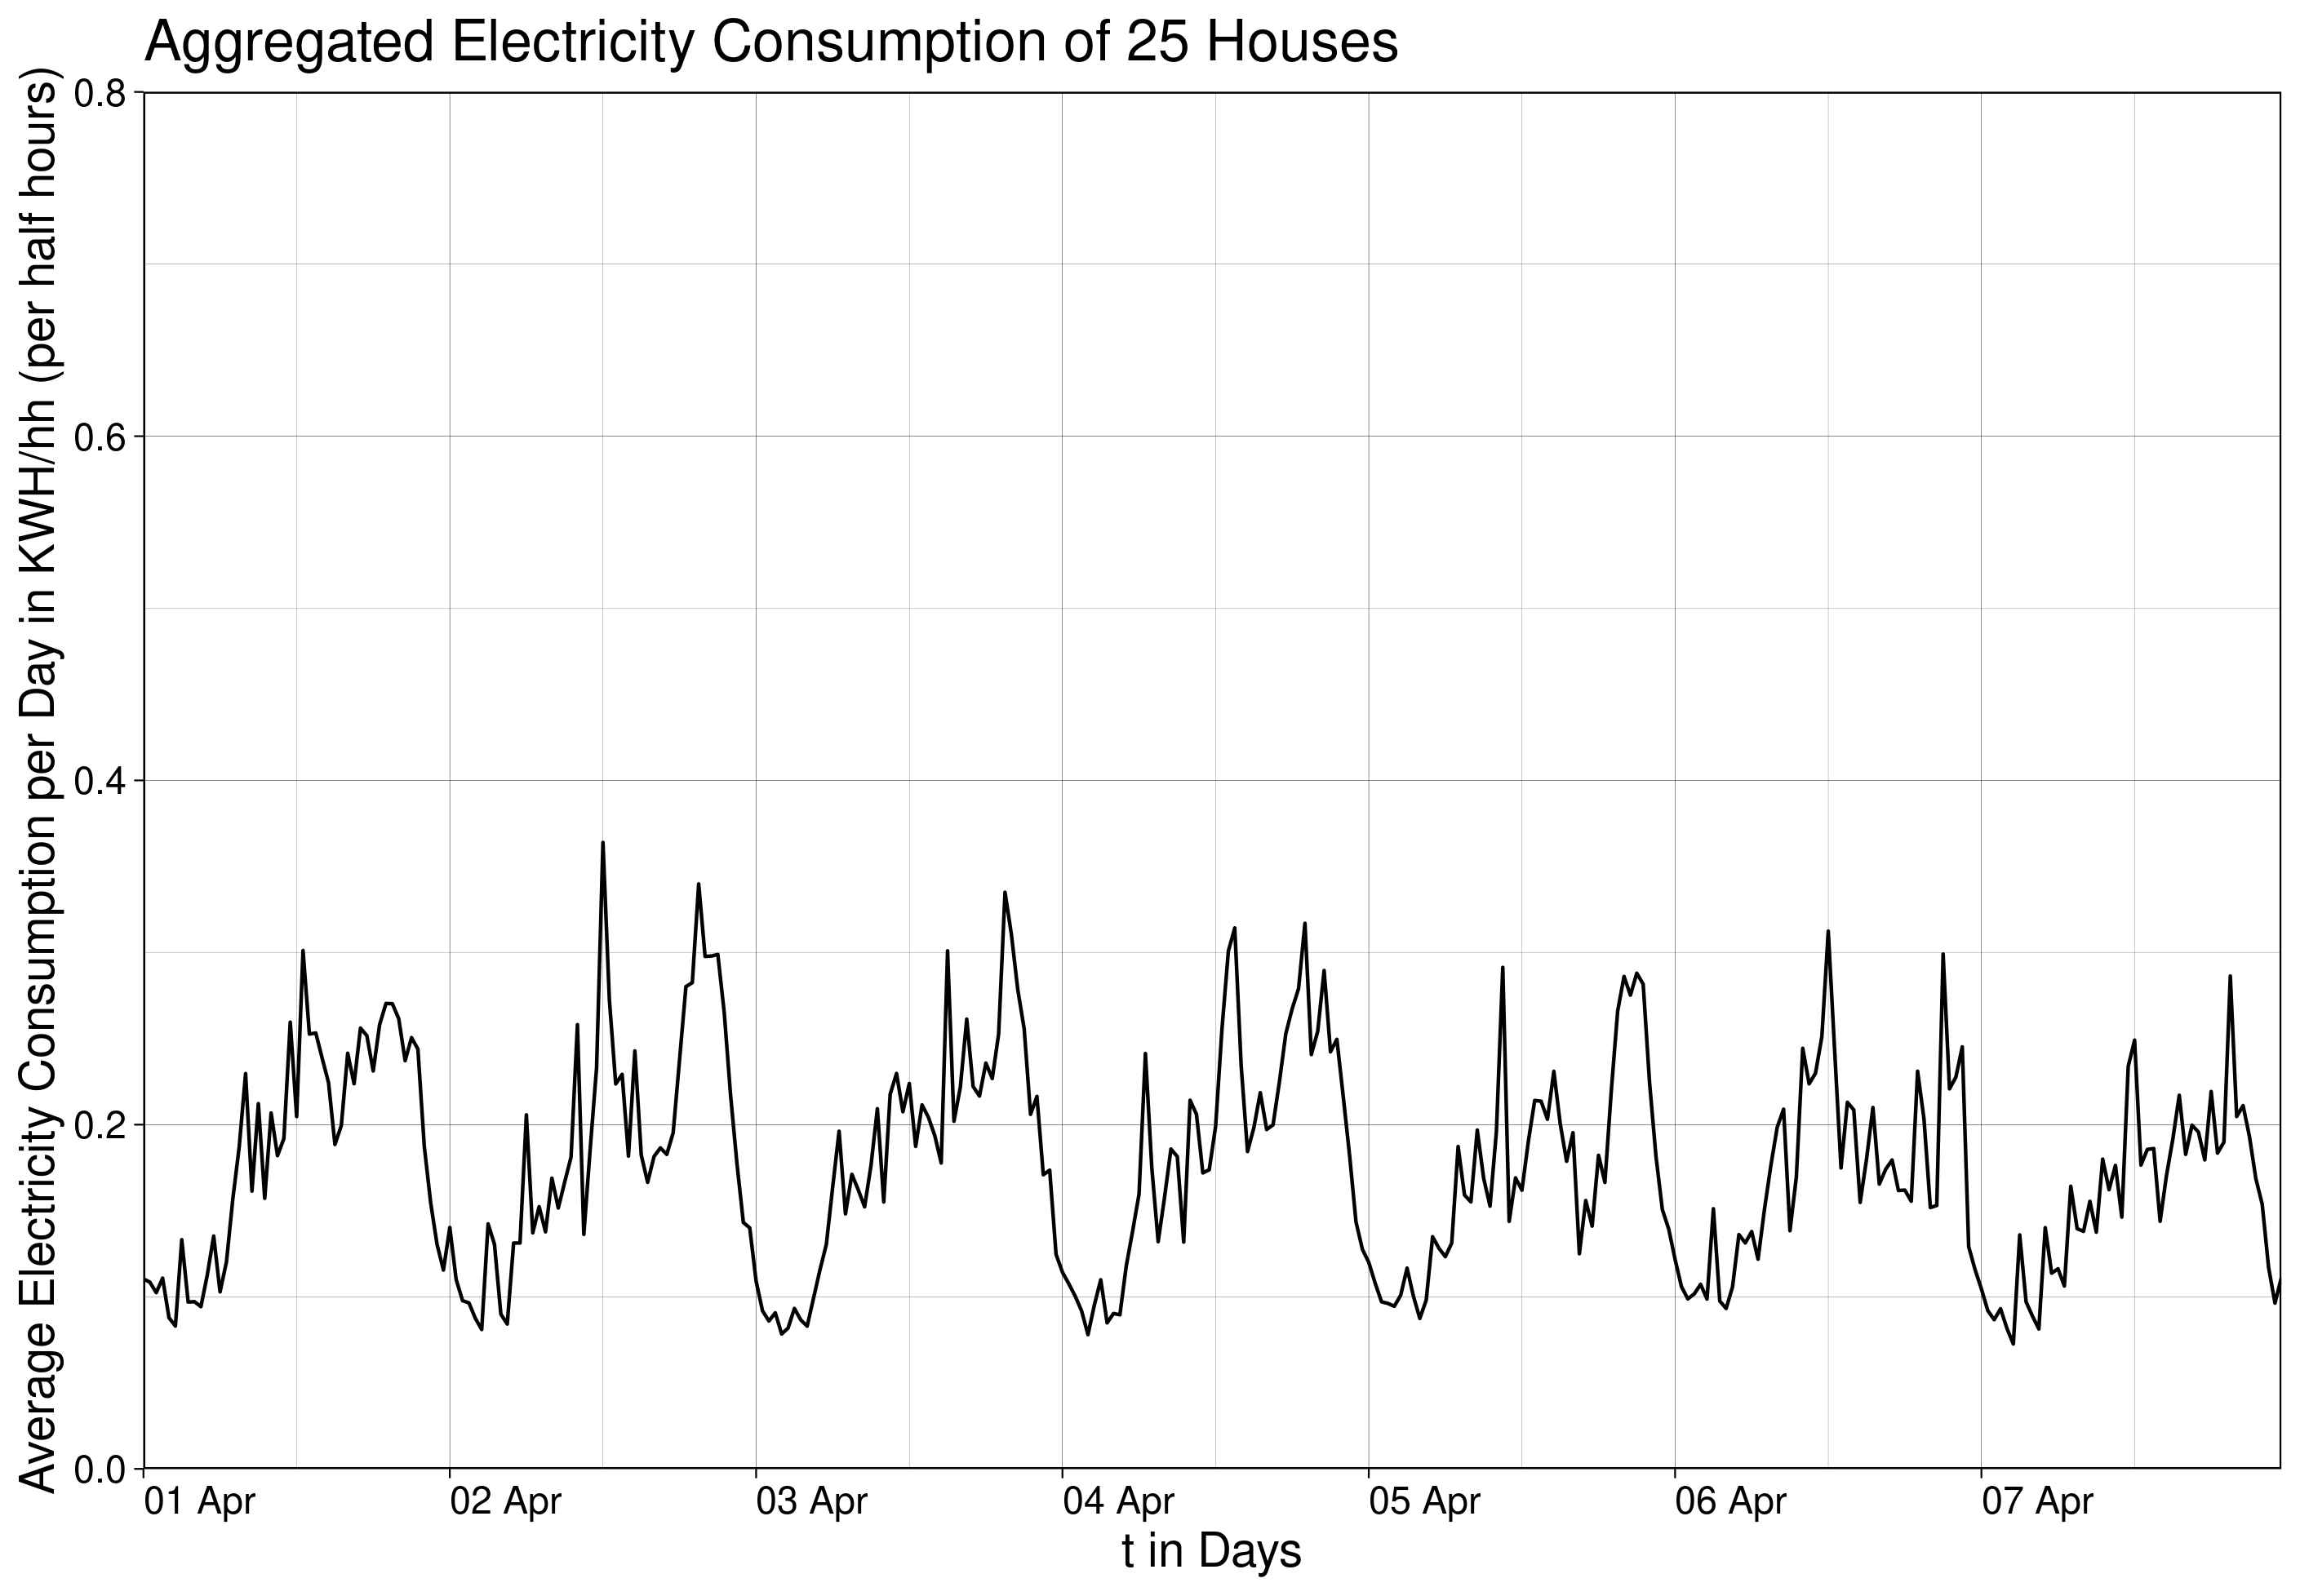 Aggregated Electricity Consumption of 25 Houses
Average Electricity Consumption per Day in KWH/hh (per half hours)
0.8
0.6
0.4
0.2
0.0
01 Apr
02 Apr
03 Apr
04 Apr
05 Apr
06 Apr
07 Apr
t in Days